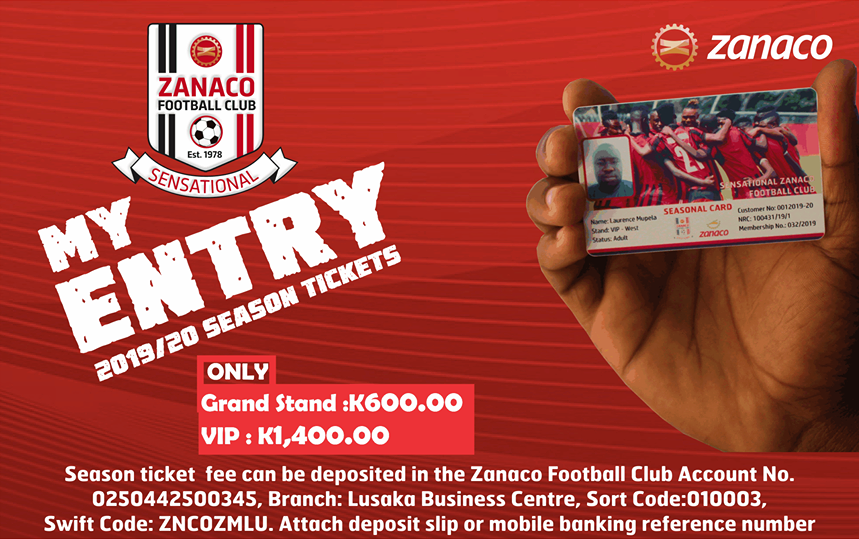 ZANACO
FOOTBALL CLUB
Est. 1978
SENSATIONAL
zanaco
MY
ENTRY
2019/20 SEASON TICKETS
SENSATIONAL ZANACO
FOOTBALL CLUB
SEASONAL CARD
Name: Laurence Mupela
Stand: VIP - West
Status: Adult
zanaco
Customer No: 0012019-20
NRC: 100431/19/1
Membership No.: 032/2019
ONLY
Grand Stand :K600.00
VIP : K1,400.00
Season ticket fee can be deposited in the Zanaco Football Club Account No.
0250442500345, Branch: Lusaka Business Centre, Sort Code:010003,
Swift Code: ZNCOZMLU. Attach deposit slip or mobile banking reference number